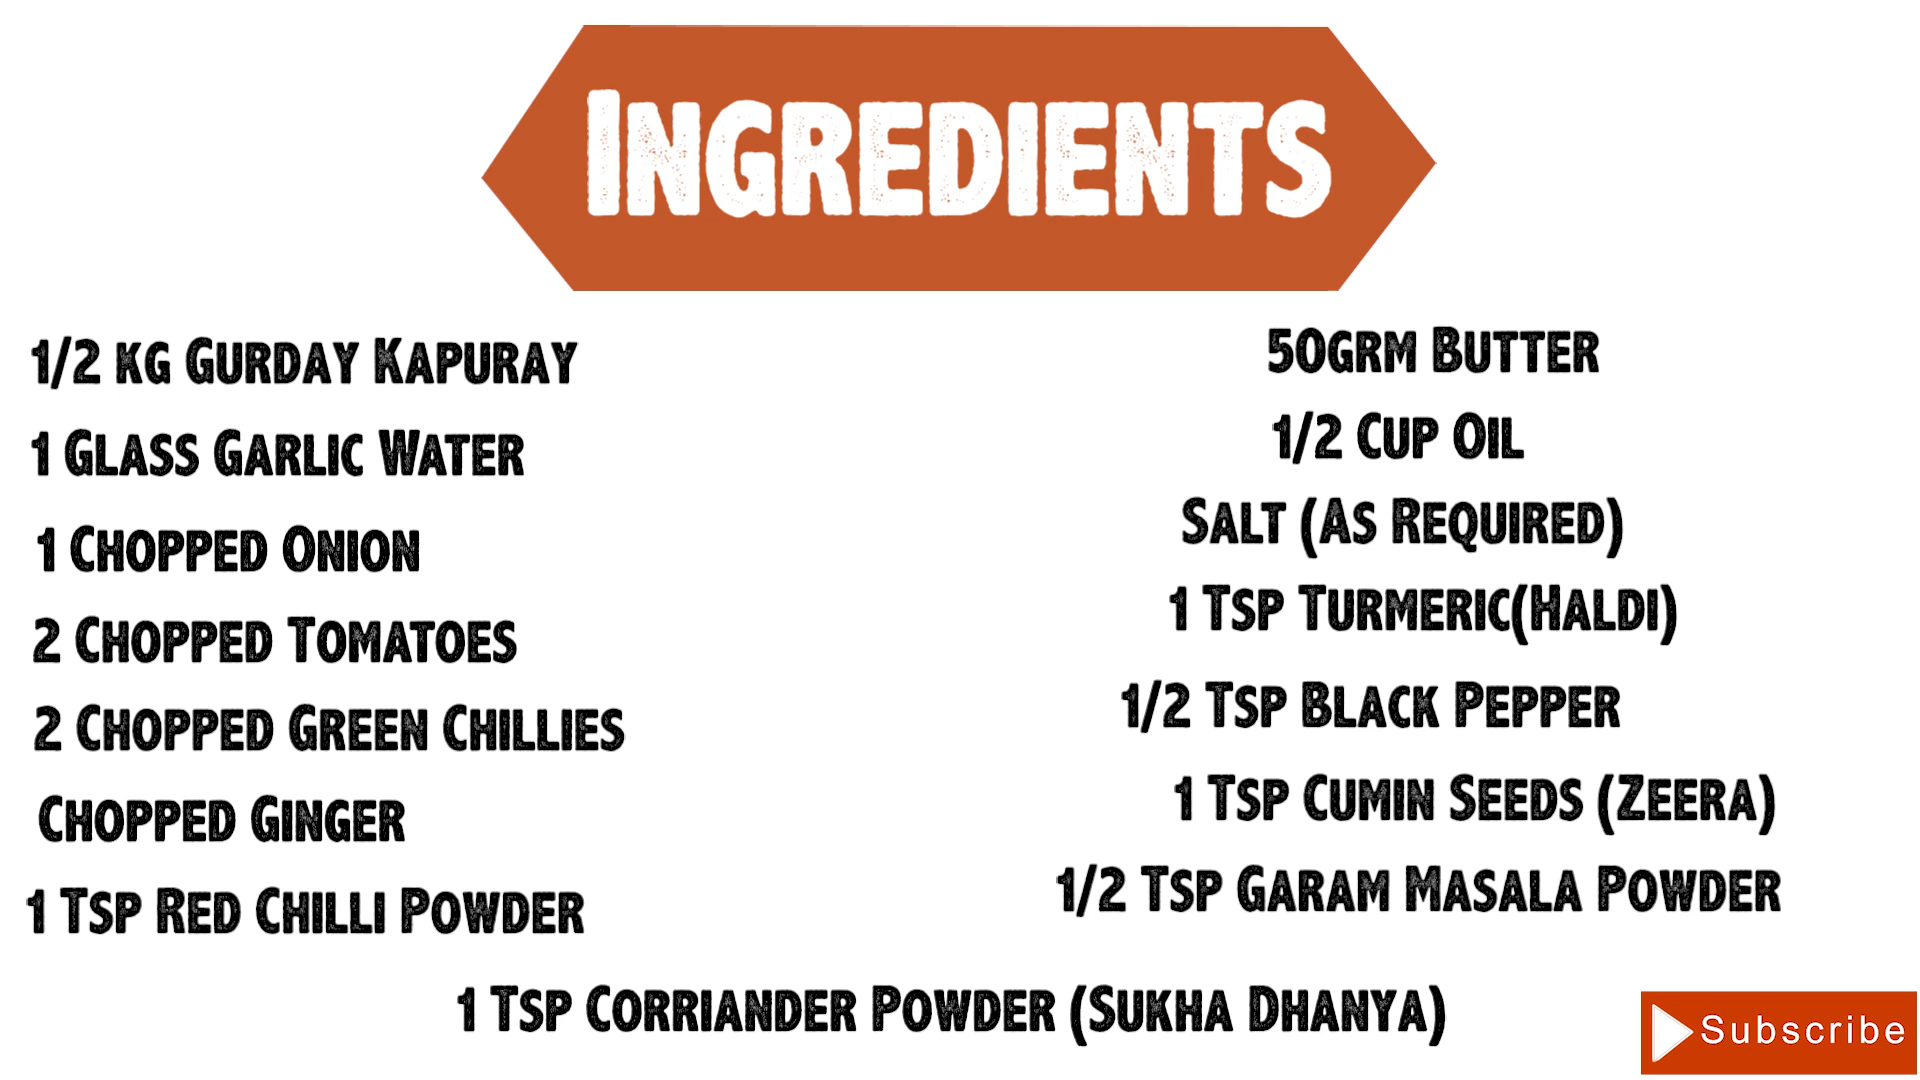 Ingredients
1/2 kg Gurday Kapuray
1 Glass Garlic Water
1 Chopped Onion
2 Chopped Tomatoes
2 Chopped Green Chillies
Chopped Ginger
1 Tsp Red Chilli Powder
50grm Butter
1/2 Cup Oil
Salt (As Required)
1 Tsp Turmeric(Haldi)
1/2 Tsp Black Pepper
1 Tsp Cumin Seeds (Zeera)
1/2 Tsp Garam Masala Powder
1 Tsp Corriander Powder (Sukha Dhanya)
Subscribe